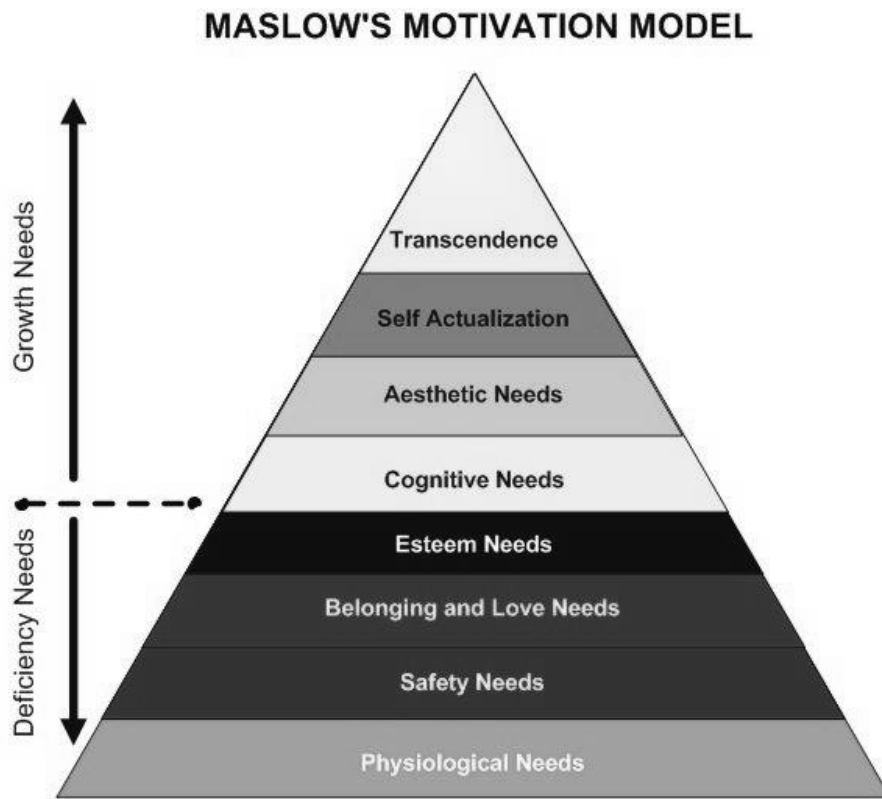 MASLOW'S MOTIVATION MODEL
Growth Needs
Transcendence
Self Actualization
Aesthetic Needs
Cognitive Needs
Deficiency Needs
Esteem Needs
Belonging and Love Needs
Safety Needs
Physiological Needs